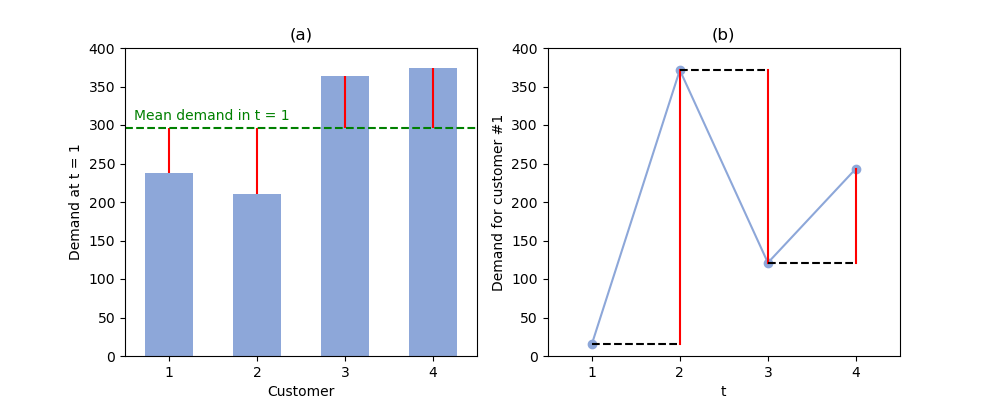 (a)
400
350
300
250
200
150
100
50
0
Demand at t = 1
Mean demand in t = 1
1 2 3 4
Customer
(b)
400
350
300
250
200
150
100
50
0
Demand for customer #1
1 2 3 4
t